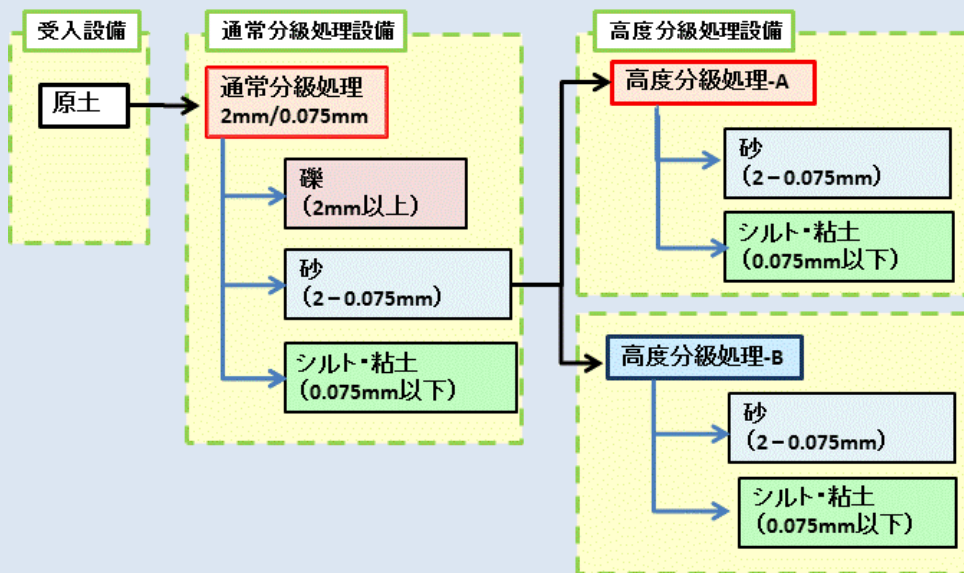 受入設備
原土
通常分級処理設備
通常分級処理
2mm/0.075mm
礫
（2mm以上）
砂
（2－0.075mm）
シルト・粘土
（0.075mm以下）
高度分級処理設備
高度分級処理-A
砂
（2－0.075mm）
シルト・粘土
（0.075mm以下）
高度分級処理-B
砂
（2－0.075mm）
シルト・粘土
（0.075mm以下）